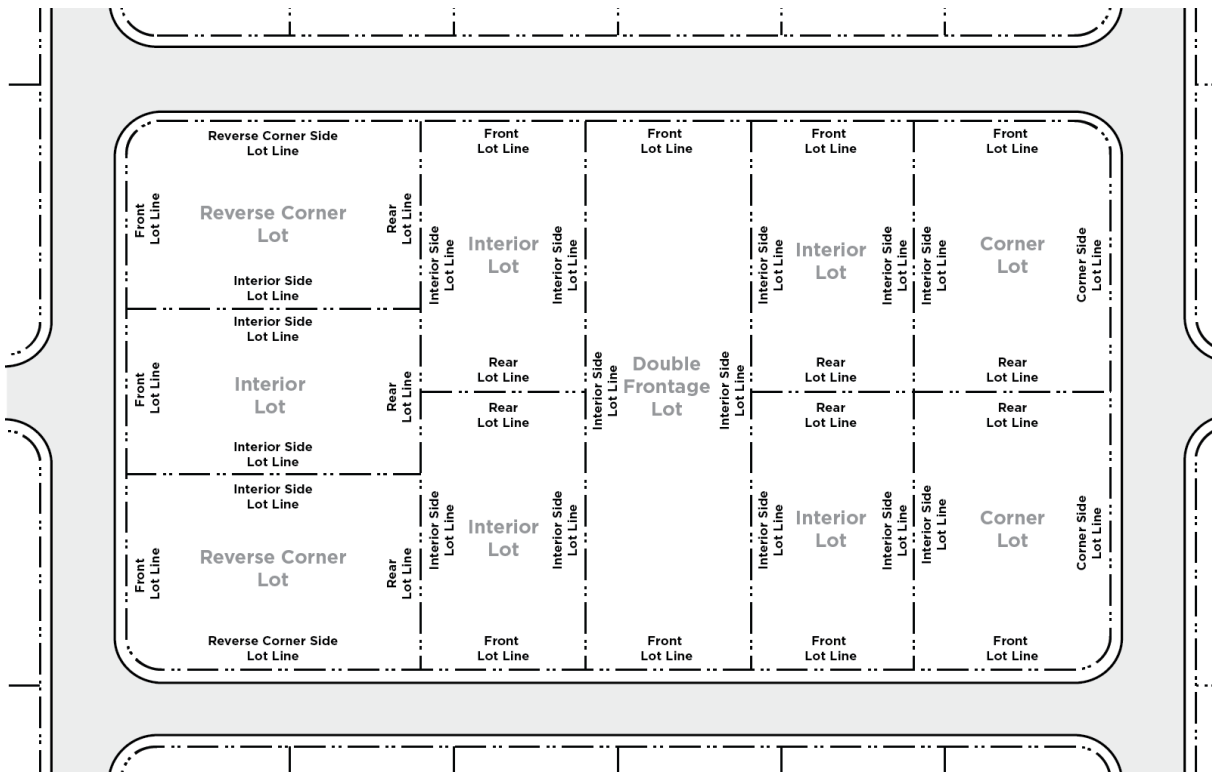 Reverse Corner Side
Lot Line
Front
Lot Line
Front
Lot Line
Front
Lot Line
Front
Lot Line
Front
Lot Line
Reverse Corner
Lot
Rear
Lot Line
Interior Side
Lot Line
Interior
Lot
Interior Side
Lot Line
Interior Side
Lot Line
Interior
Lot
Interior Side
Lot Line
Interior Side
Lot Line
Corner
Lot
Corner Side
Lot Line
Interior Side
Lot Line
Interior Side
Lot Line
Front
Lot Line
Interior
Lot
Rear
Lot Line
Rear
Lot Line
Rear
Lot Line
Interior Side
Lot Line
Double
Frontage
Lot
Interior Side
Lot Line
Rear
Lot Line
Rear
Lot Line
Rear
Lot Line
Rear
Lot Line
Rear
Lot Line
Interior Side
Lot Line
Interior Side
Lot Line
Front
Lot Line
Reverse Corner
Lot
Rear
Lot Line
Interior Side
Lot Line
Interior
Lot
Interior Side
Lot Line
Interior Side
Lot Line
Interior
Lot
Interior Side
Lot Line
Interior Side
Lot Line
Corner
Lot
Corner Side
Lot Line
Reverse Corner Side
Lot Line
Front
Lot Line
Front
Lot Line
Front
Lot Line
Front
Lot Line